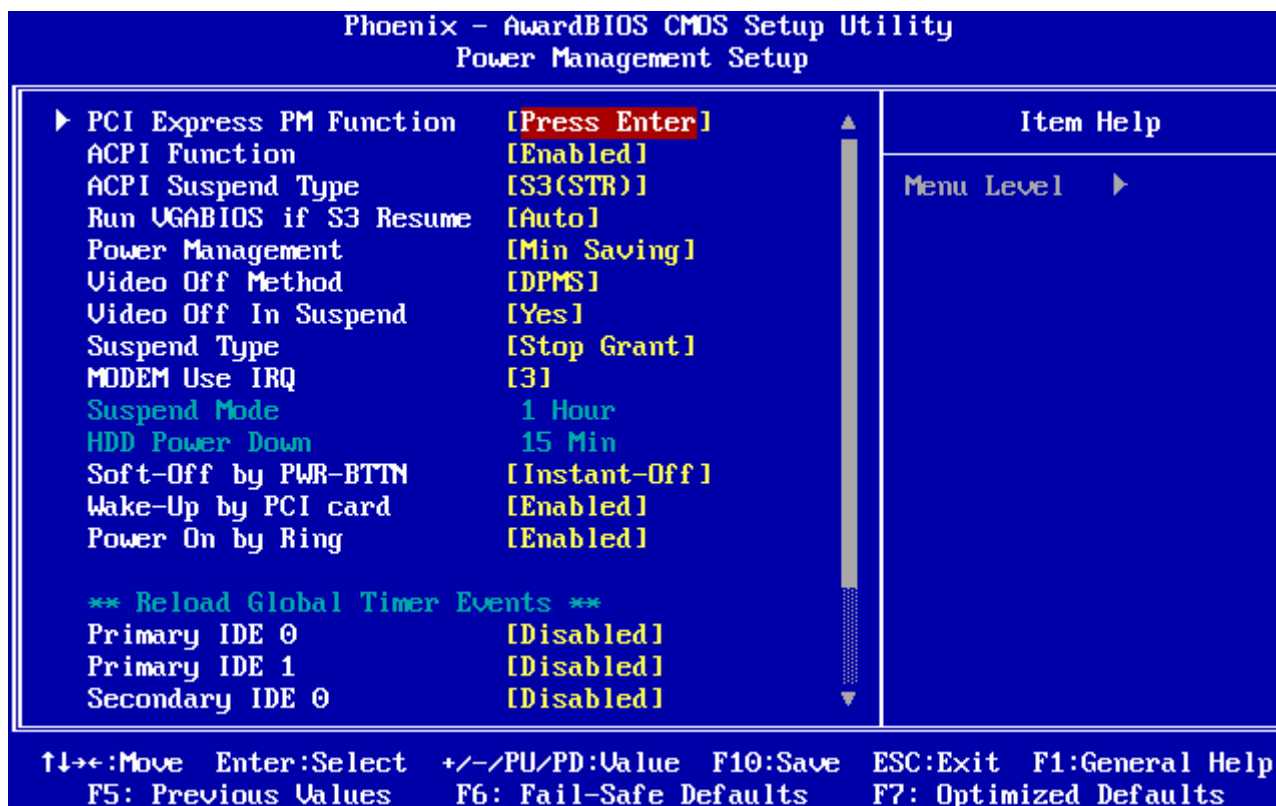 Phoenix - AwardBIOS CMOS Setup Utility
Power Management Setup
PCI Express PM Function [Press Enter]
ACPI Function [Enabled]
ACPI Suspend Type [S3(STR)]
Run VGABIOS if S3 Resume [Auto]
Power Management [Min Saving]
Video Off Method [DPMS]
Video Off In Suspend [Yes]
Suspend Type [Stop Grant]
MODEM Use IRQ [3]
Suspend Mode 1 Hour
HDD Power Down 15 Min
Soft-Off by PWR-BTTN [Instant-Off]
Wake-Up by PCI card [Enabled]
Power On by Ring [Enabled]
** Reload Global Timer Events **
Primary IDE 0 [Disabled]
Primary IDE 1 [Disabled]
Secondary IDE 0 [Disabled]
Item Help
Menu Level
↑↓→←:Move Enter:Select +/-/PU/PD:Value F10:Save ESC:Exit F1:General Help
F5: Previous Values F6: Fail-Safe Defaults F7: Optimized Defaults